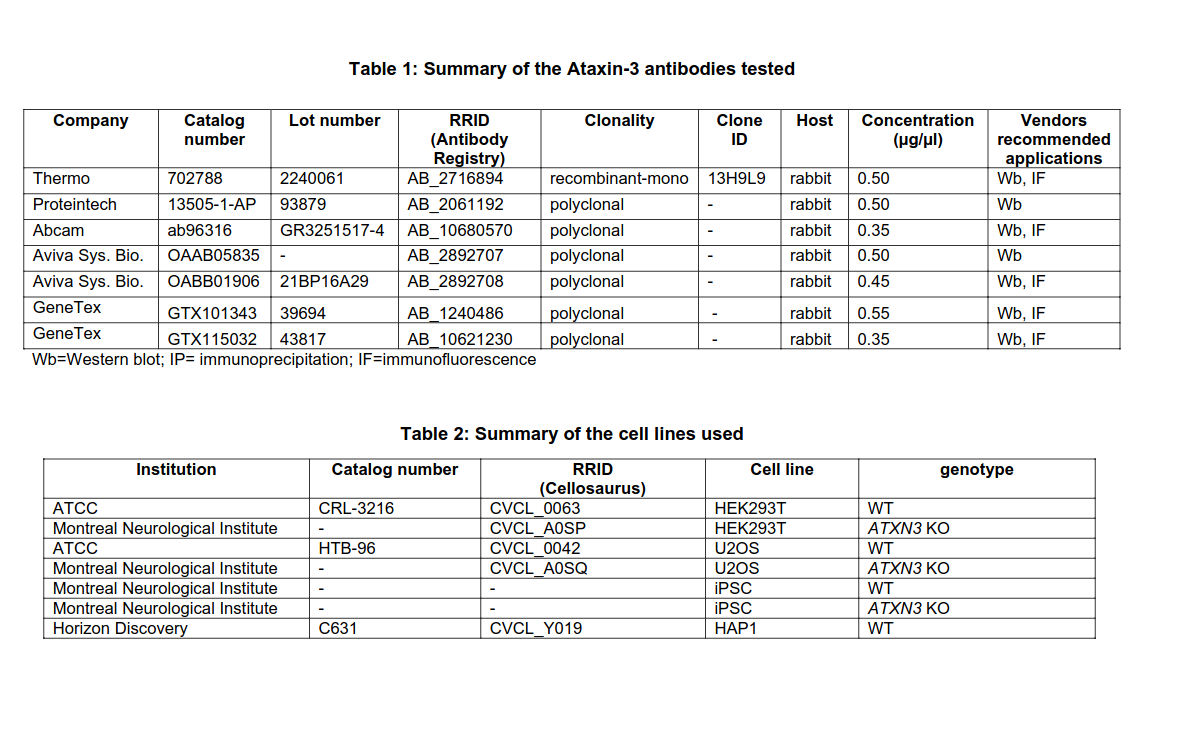 Table 1: Summary of the Ataxin-3 antibodies tested
Company Catalog number Lot number RRID (Antibody Registry) Clonality Clone ID Host Concentration (µg/µl) Vendors recommended applications
Thermo 702788 2240061 AB_2716894 recombinant-mono 13H9L9 rabbit 0.50 Wb, IF
Proteintech 13505-1-AP 93879 AB_2061192 polyclonal - rabbit 0.50 Wb
Abcam ab96316 GR3251517-4 AB_10680570 polyclonal - rabbit 0.35 Wb, IF
Aviva Sys. Bio. OAAB05835 - AB_2892707 polyclonal - rabbit 0.50 Wb
Aviva Sys. Bio. OABB01906 21BP16A29 AB_2892708 polyclonal - rabbit 0.45 Wb, IF
GeneTex GTX101343 39694 AB_1240486 polyclonal - rabbit 0.55 Wb, IF
GeneTex GTX115032 43817 AB_10621230 polyclonal - rabbit 0.35 Wb, IF
Wb=Western blot; IP= immunoprecipitation; IF=immunofluorescence
Table 2: Summary of the cell lines used
Institution Catalog number RRID (Cellosaurus) Cell line genotype
ATCC CRL-3216 CVCL_0063 HEK293T WT
Montreal Neurological Institute - CVCL_A0SP HEK293T ATXN3 KO
ATCC HTB-96 CVCL_0042 U2OS WT
Montreal Neurological Institute - CVCL_A0SQ U2OS ATXN3 KO
Montreal Neurological Institute - - iPSC WT
Montreal Neurological Institute - - iPSC ATXN3 KO
Horizon Discovery C631 CVCL_Y019 HAP1 WT